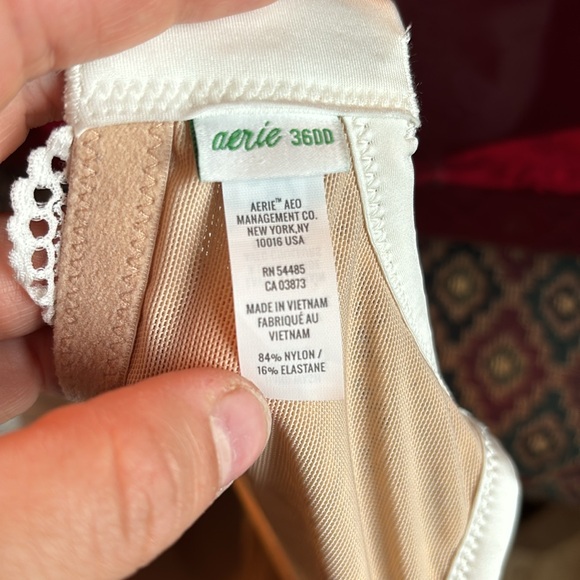 aerie 36DD
AERIE™ AEO
MANAGEMENT CO.
NEW YORK,NY
10016 USA
RN 54485
CA 03873
MADE IN VIETNAM
FABRIQUÉ AU
VIETNAM
84% NYLON /
16% ELASTANE